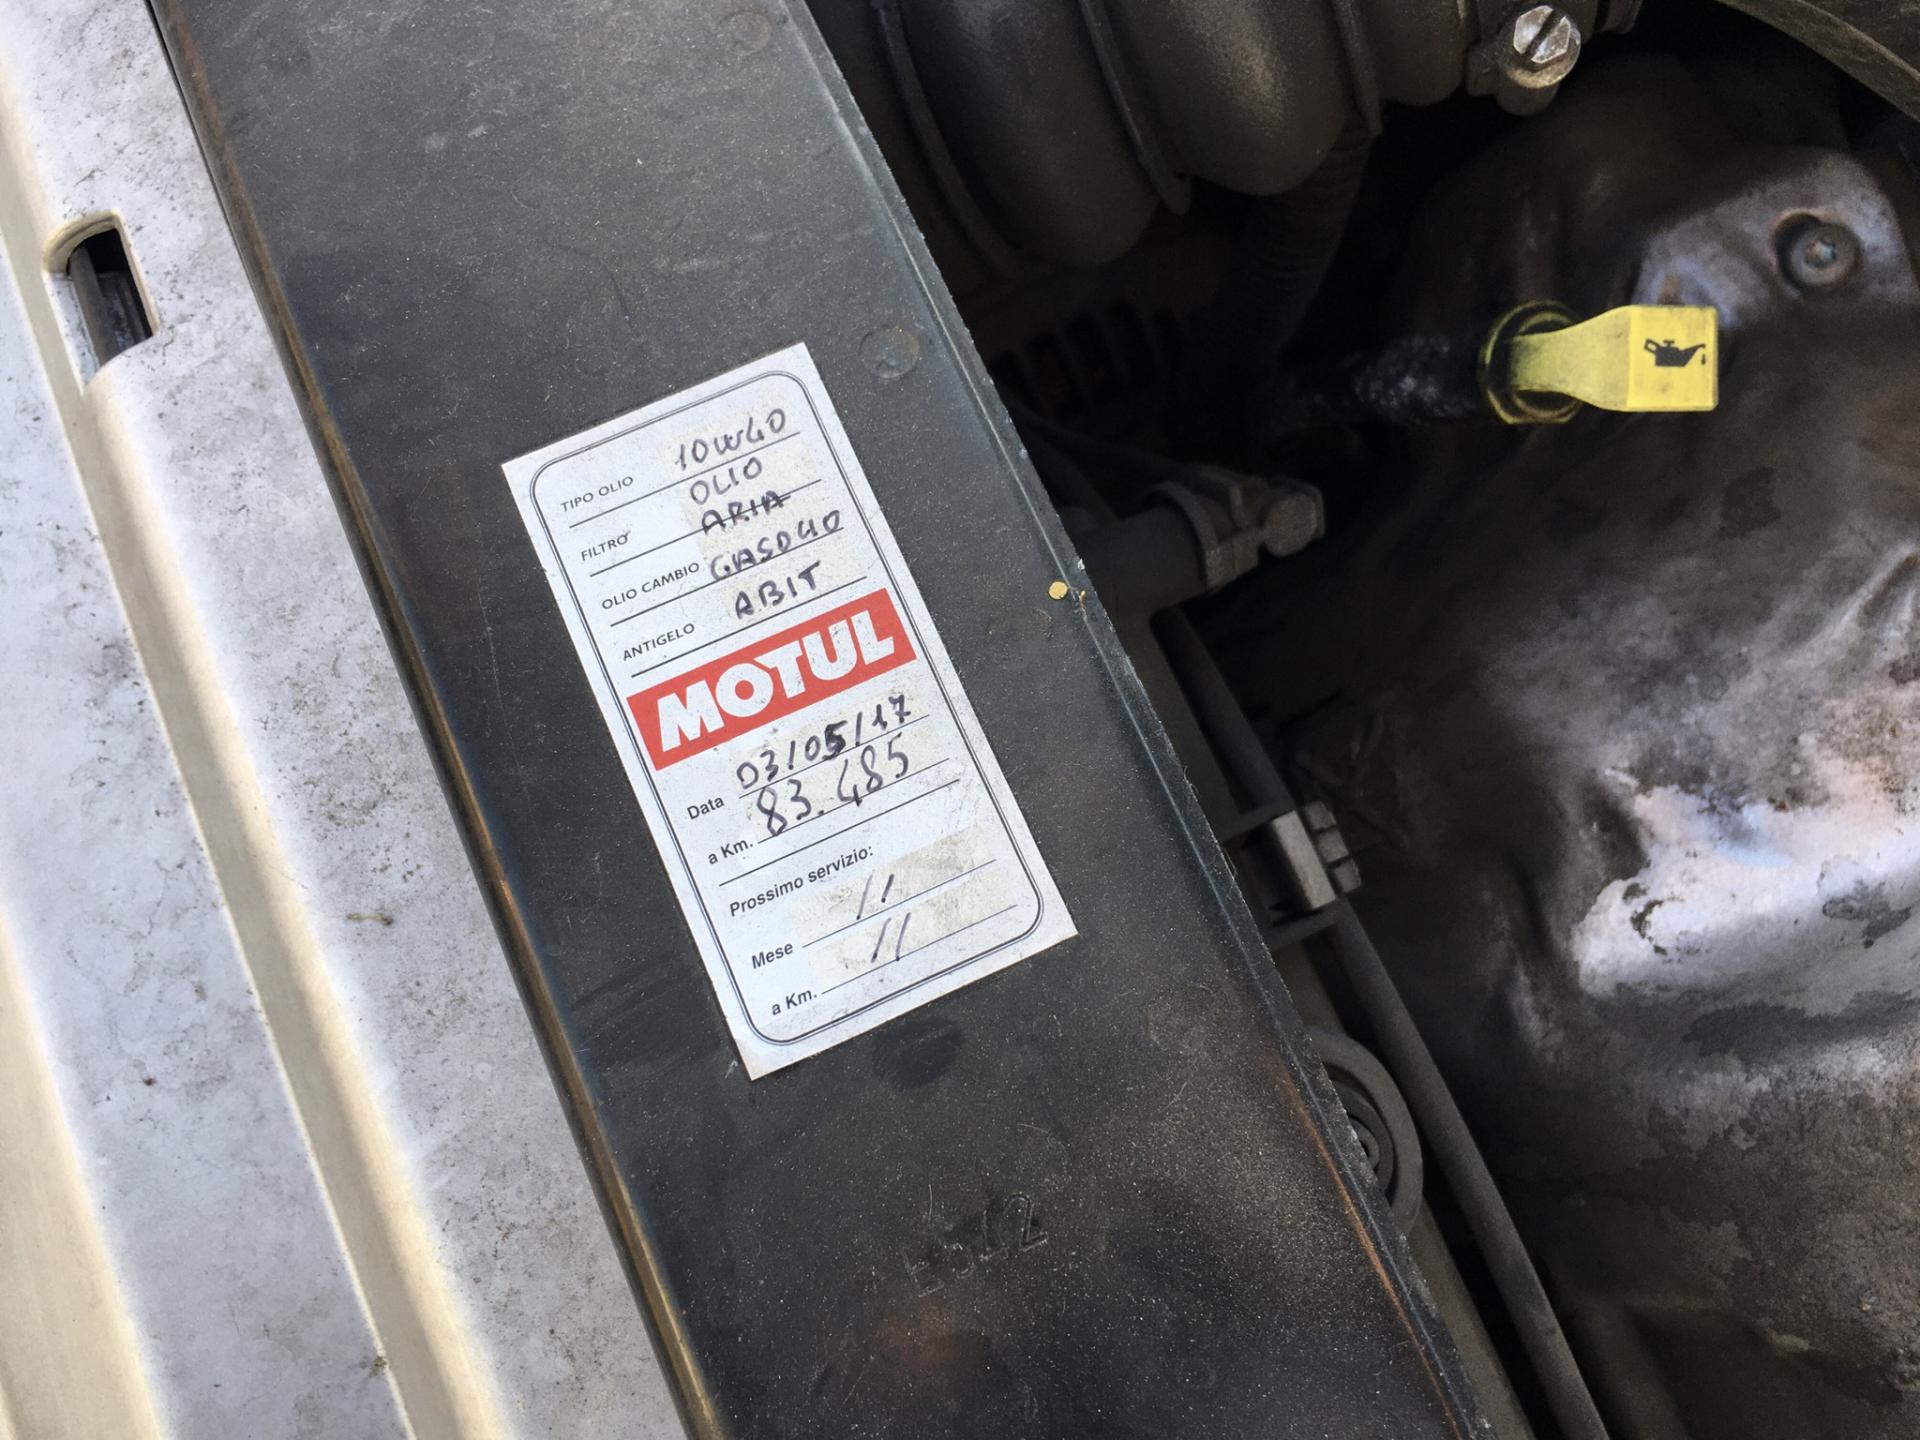 TIPO OLIO 10W40
OLIO
FILTRO ARIA
OLIO CAMBIO GASOLIO
ANTIGELO ABIT
MOTUL
Data 03/05/17
a Km. 83.485
Prossimo servizio:
Mese //
a Km. //